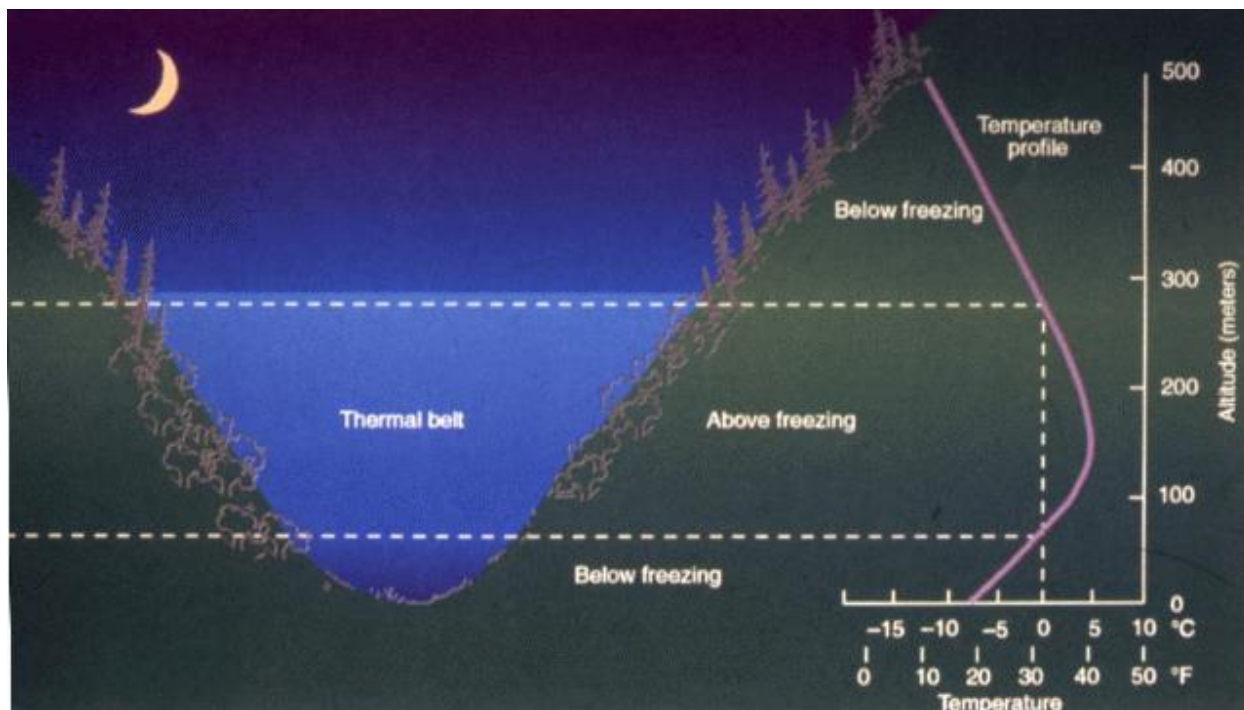 500
Temperature
profile
400
Below freezing
300
Altitude (meters)
200
Thermal belt
Above freezing
100
Below freezing
0
–15 –10 –5 0 5 10 °C
0 10 20 30 40 50 °F
Temperature